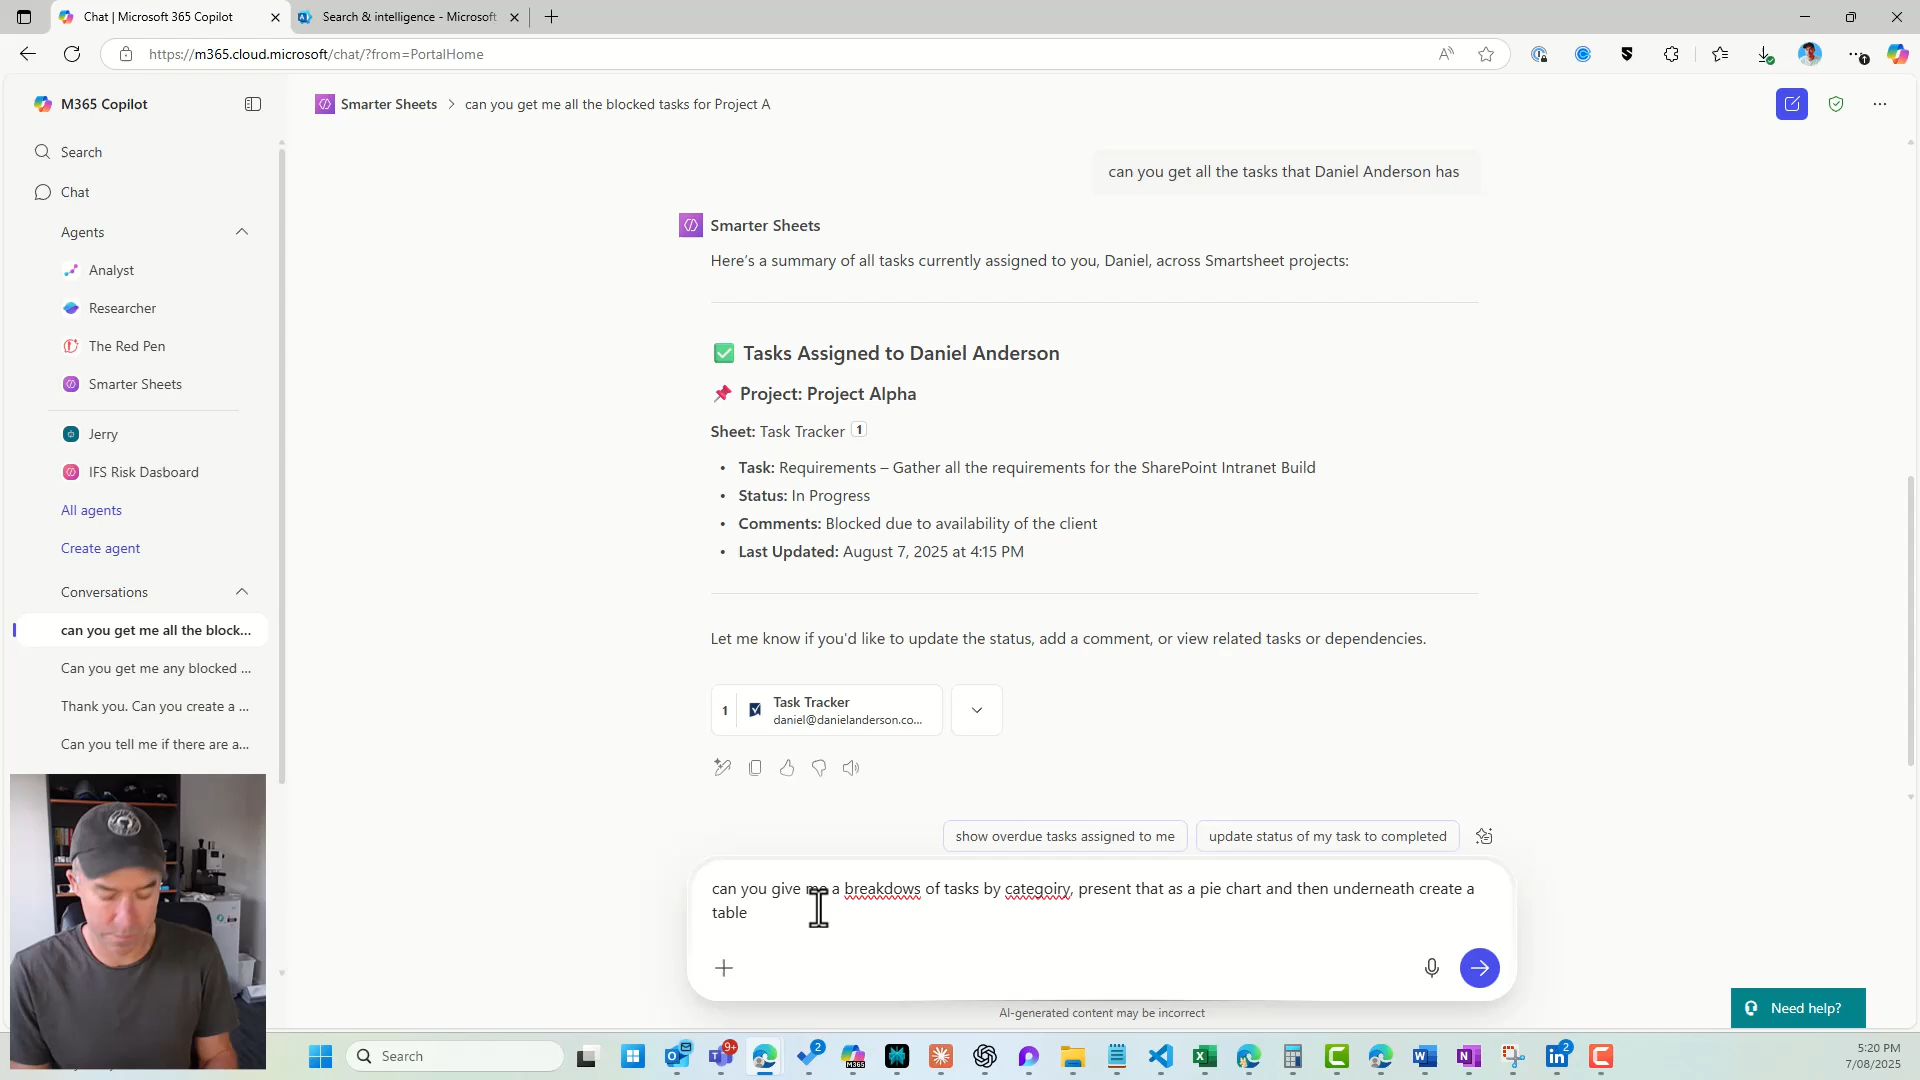 Chat | Microsoft 365 Copilot
Search & intelligence - Microsoft
https://m365.cloud.microsoft/chat/?from=PortalHome
M365 Copilot
Search
Chat
Agents
Analyst
Researcher
The Red Pen
Smarter Sheets
Jerry
IFS Risk Dasboard
All agents
Create agent
Conversations
can you get me all the block...
Can you get me any blocked ...
Thank you. Can you create a ...
Can you tell me if there are a...
Smarter Sheets > can you get me all the blocked tasks for Project A
can you get all the tasks that Daniel Anderson has
Smarter Sheets
Here's a summary of all tasks currently assigned to you, Daniel, across Smartsheet projects:
✅ Tasks Assigned to Daniel Anderson
📌 Project: Project Alpha
Sheet: Task Tracker 1
• Task: Requirements – Gather all the requirements for the SharePoint Intranet Build
• Status: In Progress
• Comments: Blocked due to availability of the client
• Last Updated: August 7, 2025 at 4:15 PM
Let me know if you'd like to update the status, add a comment, or view related tasks or dependencies.
1 Task Tracker
daniel@danielanderson.co...
show overdue tasks assigned to me
update status of my task to completed
can you give me a breakdows of tasks by categoiry, present that as a pie chart and then underneath create a
table
AI-generated content may be incorrect
Need help?
Search
9+
2
M365
2
5:20 PM
7/08/2025